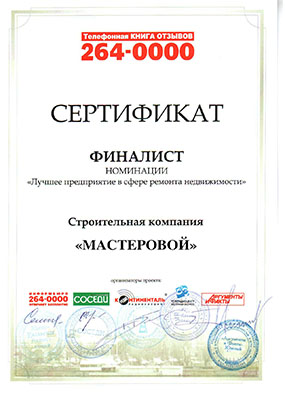 Телефонная КНИГА ОТЗЫВОВ
264-0000
СЕРТИФИКАТ
ФИНАЛИСТ
НОМИНАЦИИ
«Лучшее предприятие в сфере ремонта недвижимости»
Строительная компания
«МАСТЕРОВОЙ»
организаторы проекта:
264-0000
СОСЕДИ
КОНТИНЕНТАЛЬ
АРГУМЕНТЫ
И ФАКТЫ